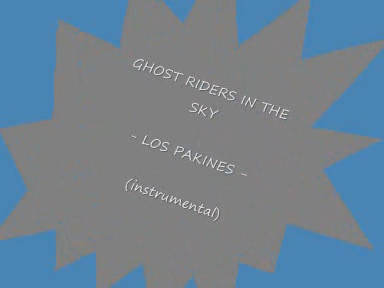 GHOST RIDERS IN THE
SKY
- LOS PAKINES -
(instrumental)